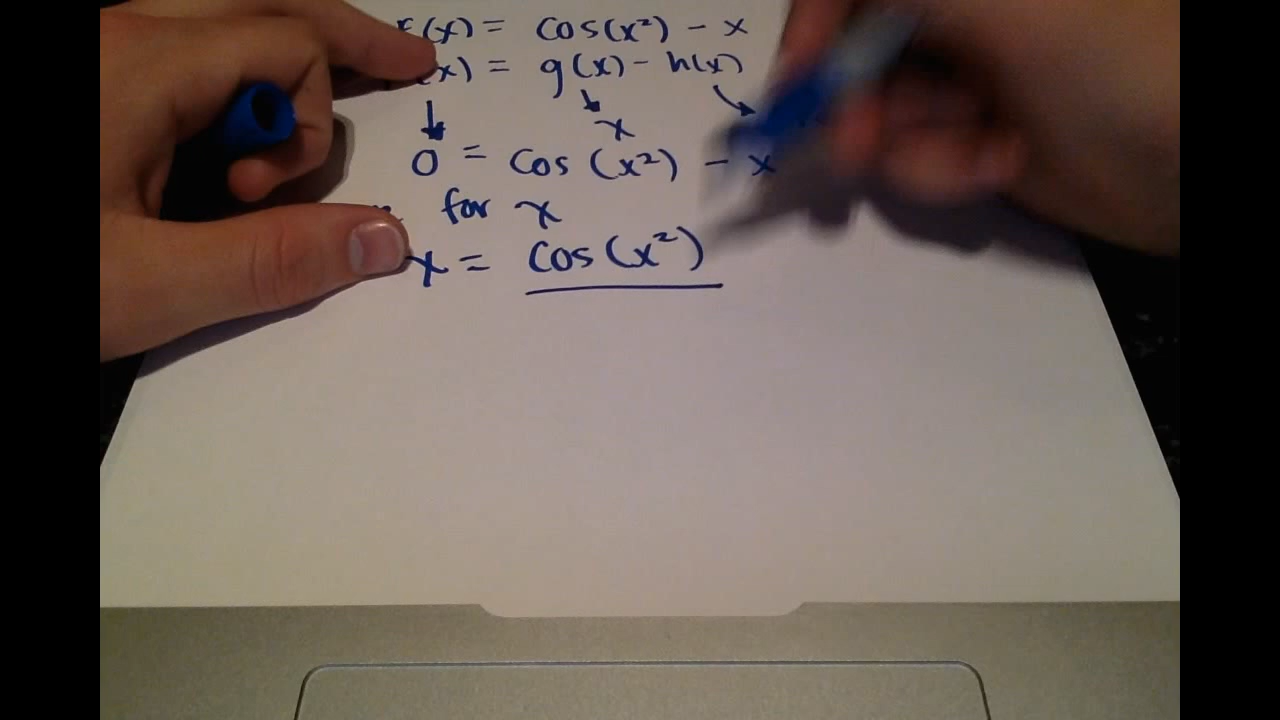 F(x) = cos(x²) - x
(x) = g(x) - h(x)
↓ ↘ ↘
x
0 = cos (x²) - x
for x
x = cos(x²)